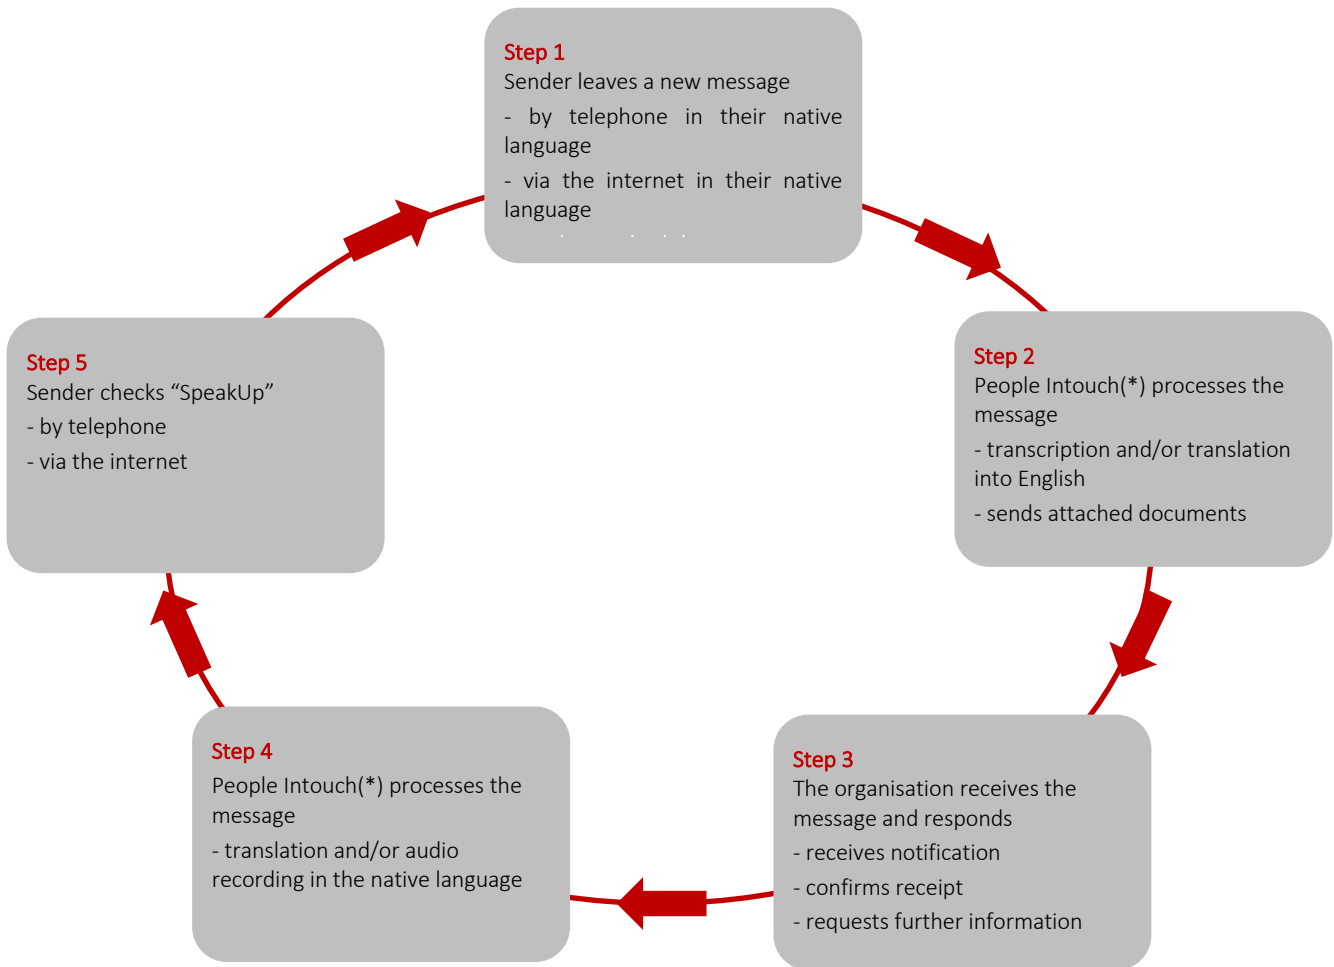 Step 1
Sender leaves a new message
- by telephone in their native
language
- via the internet in their native
language
Step 2
People Intouch(*) processes the
message
- transcription and/or translation
into English
- sends attached documents
Step 3
The organisation receives the
message and responds
- receives notification
- confirms receipt
- requests further information
Step 4
People Intouch(*) processes the
message
- translation and/or audio
recording in the native language
Step 5
Sender checks “SpeakUp”
- by telephone
- via the internet